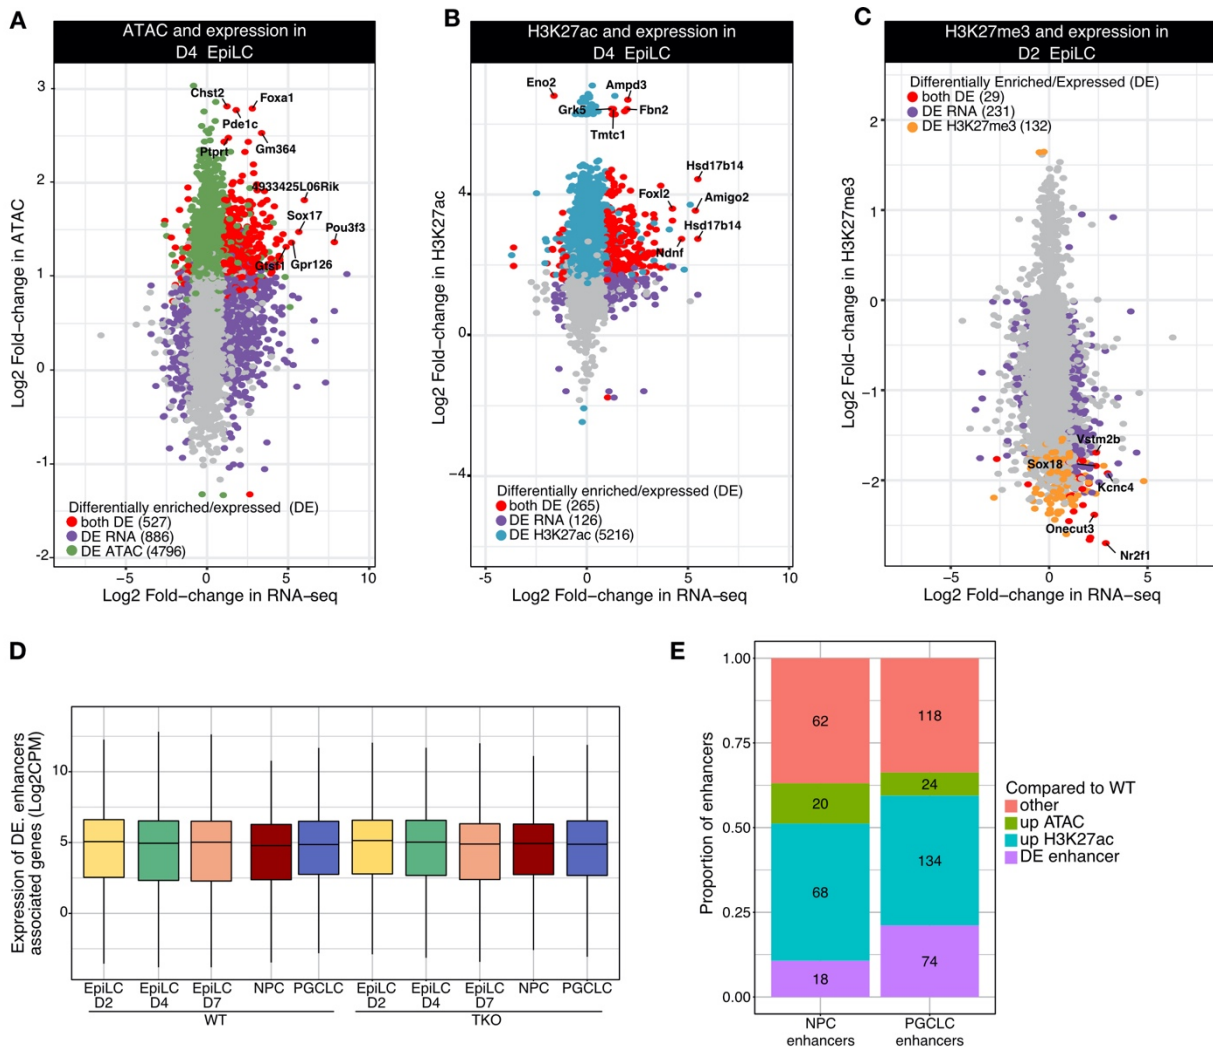 A
ATAC and expression in
D4 EpiLC
Log2 Fold-change in ATAC
3
2
1
0
-1
-2
Chst2
Foxa1
Pde1c
Ptprt
Gm364
4933425L06Rik
Sox17
Pou3f3
Gtsf1
Gpr126
Differentially enriched/expressed (DE)
both DE (527)
DE RNA (886)
DE ATAC (4796)
-5
0
5
10
Log2 Fold-change in RNA-seq
B
H3K27ac and expression in
D4 EpiLC
Log2 Fold-change in H3K27ac
4
0
-4
Eno2
Ampd3
Grk5
Fbn2
Tmtc1
Hsd17b14
Foxl2
Amigo2
Hsd17b14
Ndnf
Differentially enriched/expressed (DE)
both DE (265)
DE RNA (126)
DE H3K27ac (5216)
-5
0
5
10
Log2 Fold-change in RNA-seq
C
H3K27me3 and expression in
D2 EpiLC
Log2 Fold-change in H3K27me3
2
1
0
-1
-2
Differentially Enriched/Expressed (DE)
both DE (29)
DE RNA (231)
DE H3K27me3 (132)
Vstm2b
Sox18
Kcnc4
Onecut3
Nr2f1
-5
0
5
Log2 Fold-change in RNA-seq
D
Expression of DE. enhancers
associated genes (Log2CPM)
10
5
0
EpiLC
D2
EpiLC
D4
EpiLC
D7
NPC
PGCLC
EpiLC
D2
EpiLC
D4
EpiLC
D7
NPC
PGCLC
WT
TKO
E
Proportion of enhancers
1.00
0.75
0.50
0.25
0.00
62
20
68
18
118
24
134
74
NPC
enhancers
PGCLC
enhancers
Compared to WT
other
up ATAC
up H3K27ac
DE enhancer